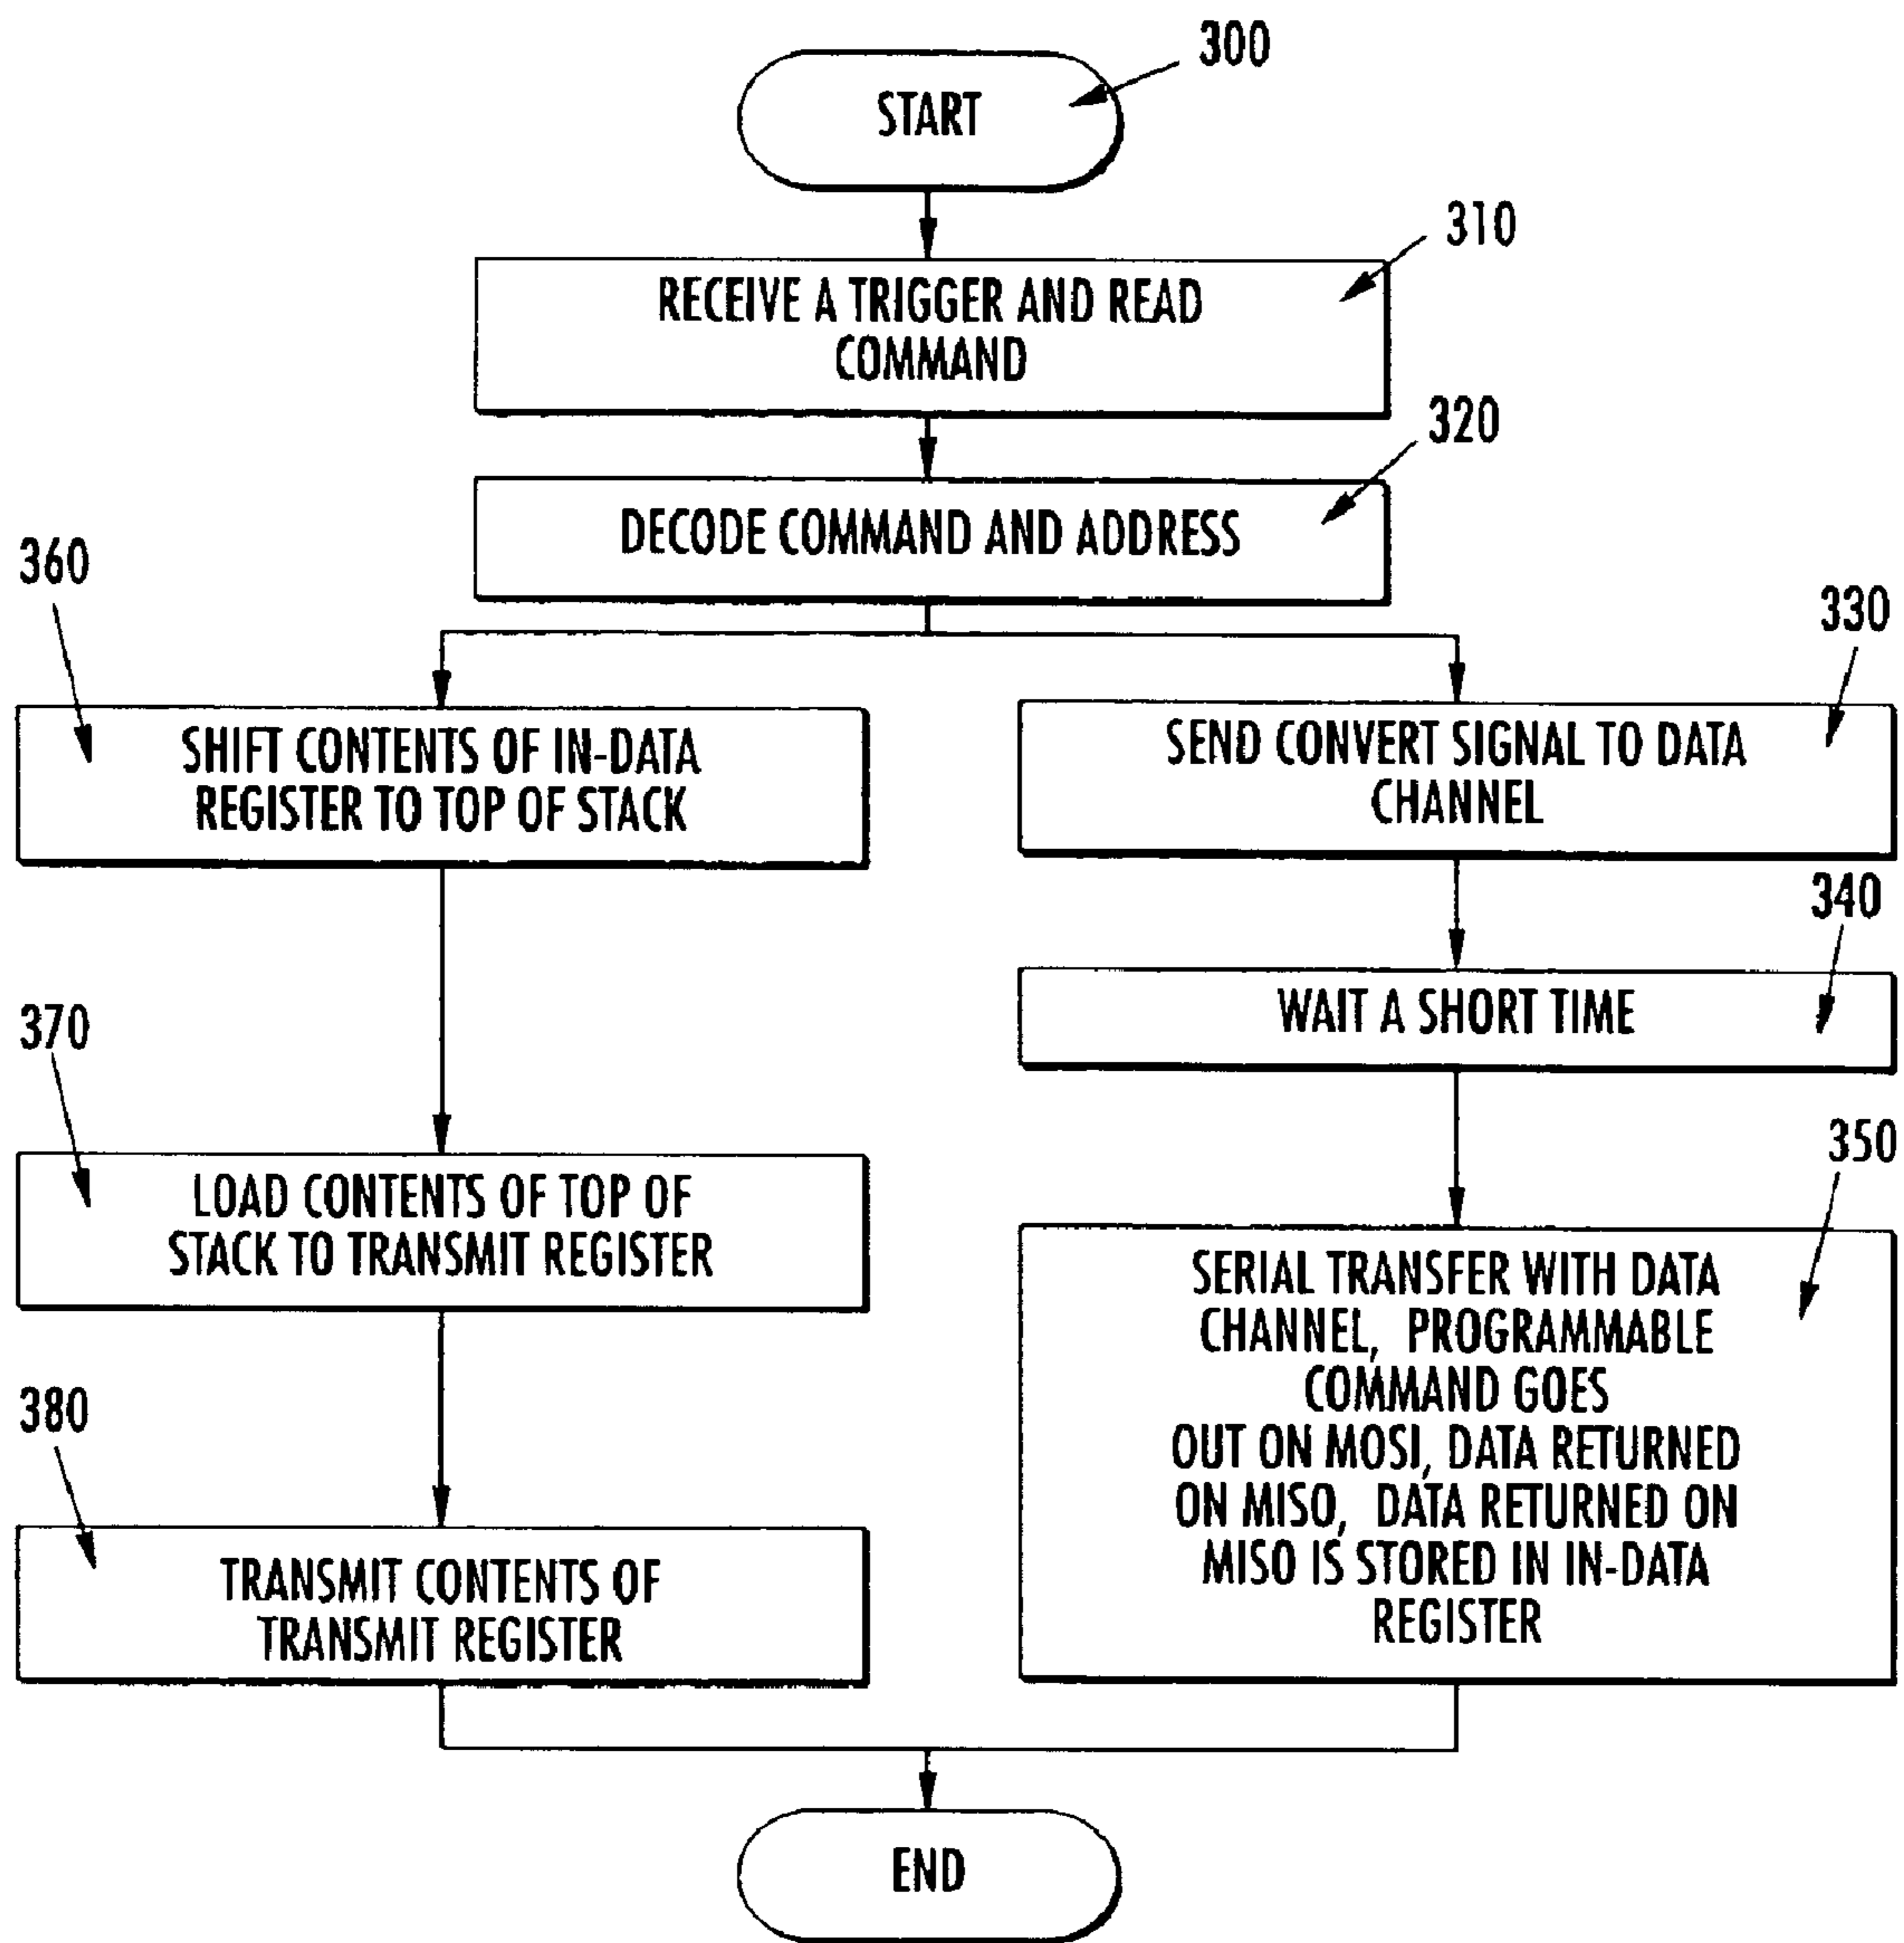 300
START
310
RECEIVE A TRIGGER AND READ
COMMAND
320
DECODE COMMAND AND ADDRESS
360
SHIFT CONTENTS OF IN-DATA
REGISTER TO TOP OF STACK
330
SEND CONVERT SIGNAL TO DATA
CHANNEL
340
WAIT A SHORT TIME
370
LOAD CONTENTS OF TOP OF
STACK TO TRANSMIT REGISTER
350
SERIAL TRANSFER WITH DATA
CHANNEL, PROGRAMMABLE
COMMAND GOES
OUT ON MOSI, DATA RETURNED
ON MISO, DATA RETURNED ON
MISO IS STORED IN IN-DATA
REGISTER
380
TRANSMIT CONTENTS OF
TRANSMIT REGISTER
END